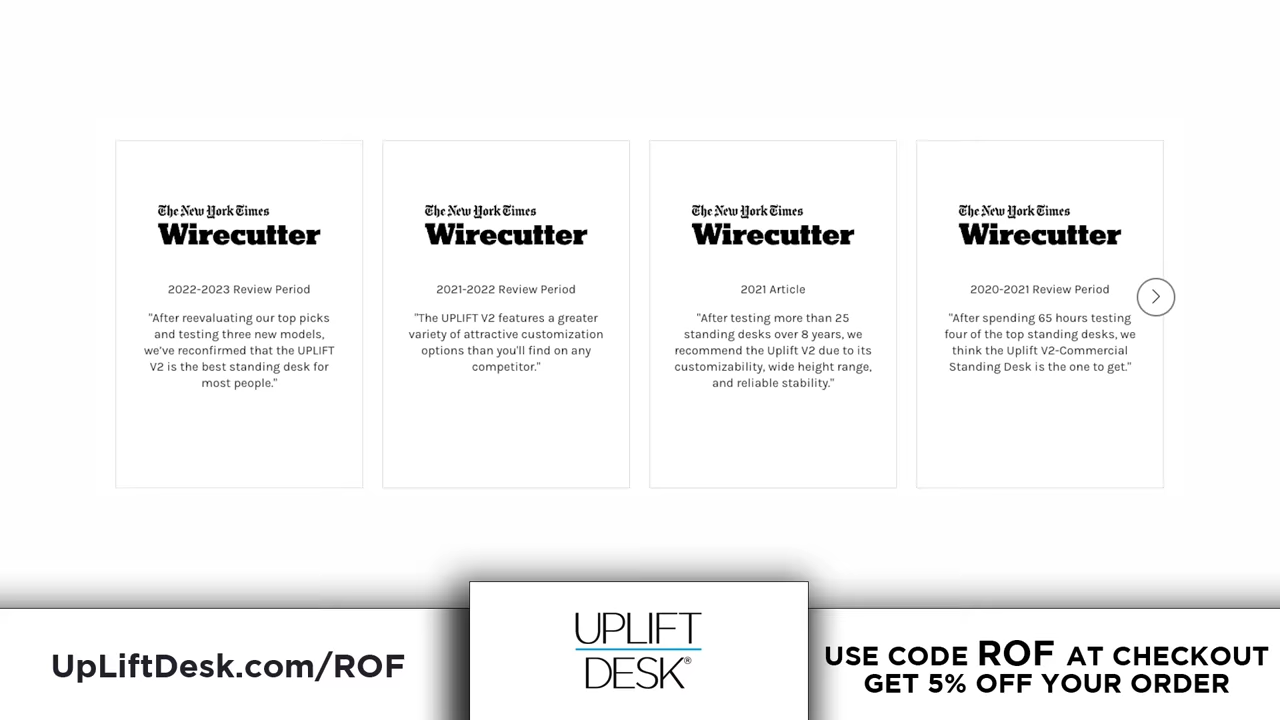 The New York Times
Wirecutter
2022-2023 Review Period
"After reevaluating our top picks
and testing three new models,
we've reconfirmed that the UPLIFT
V2 is the best standing desk for
most people."
The New York Times
Wirecutter
2021-2022 Review Period
"The UPLIFT V2 features a greater
variety of attractive customization
options than you'll find on any
competitor."
The New York Times
Wirecutter
2021 Article
"After testing more than 25
standing desks over 8 years, we
recommend the Uplift V2 due to its
customizability, wide height range,
and reliable stability."
The New York Times
Wirecutter
2020-2021 Review Period
"After spending 65 hours testing
four of the top standing desks, we
think the Uplift V2-Commercial
Standing Desk is the one to get."
UpLiftDesk.com/ROF
UPLIFT
DESK®
USE CODE ROF AT CHECKOUT
GET 5% OFF YOUR ORDER